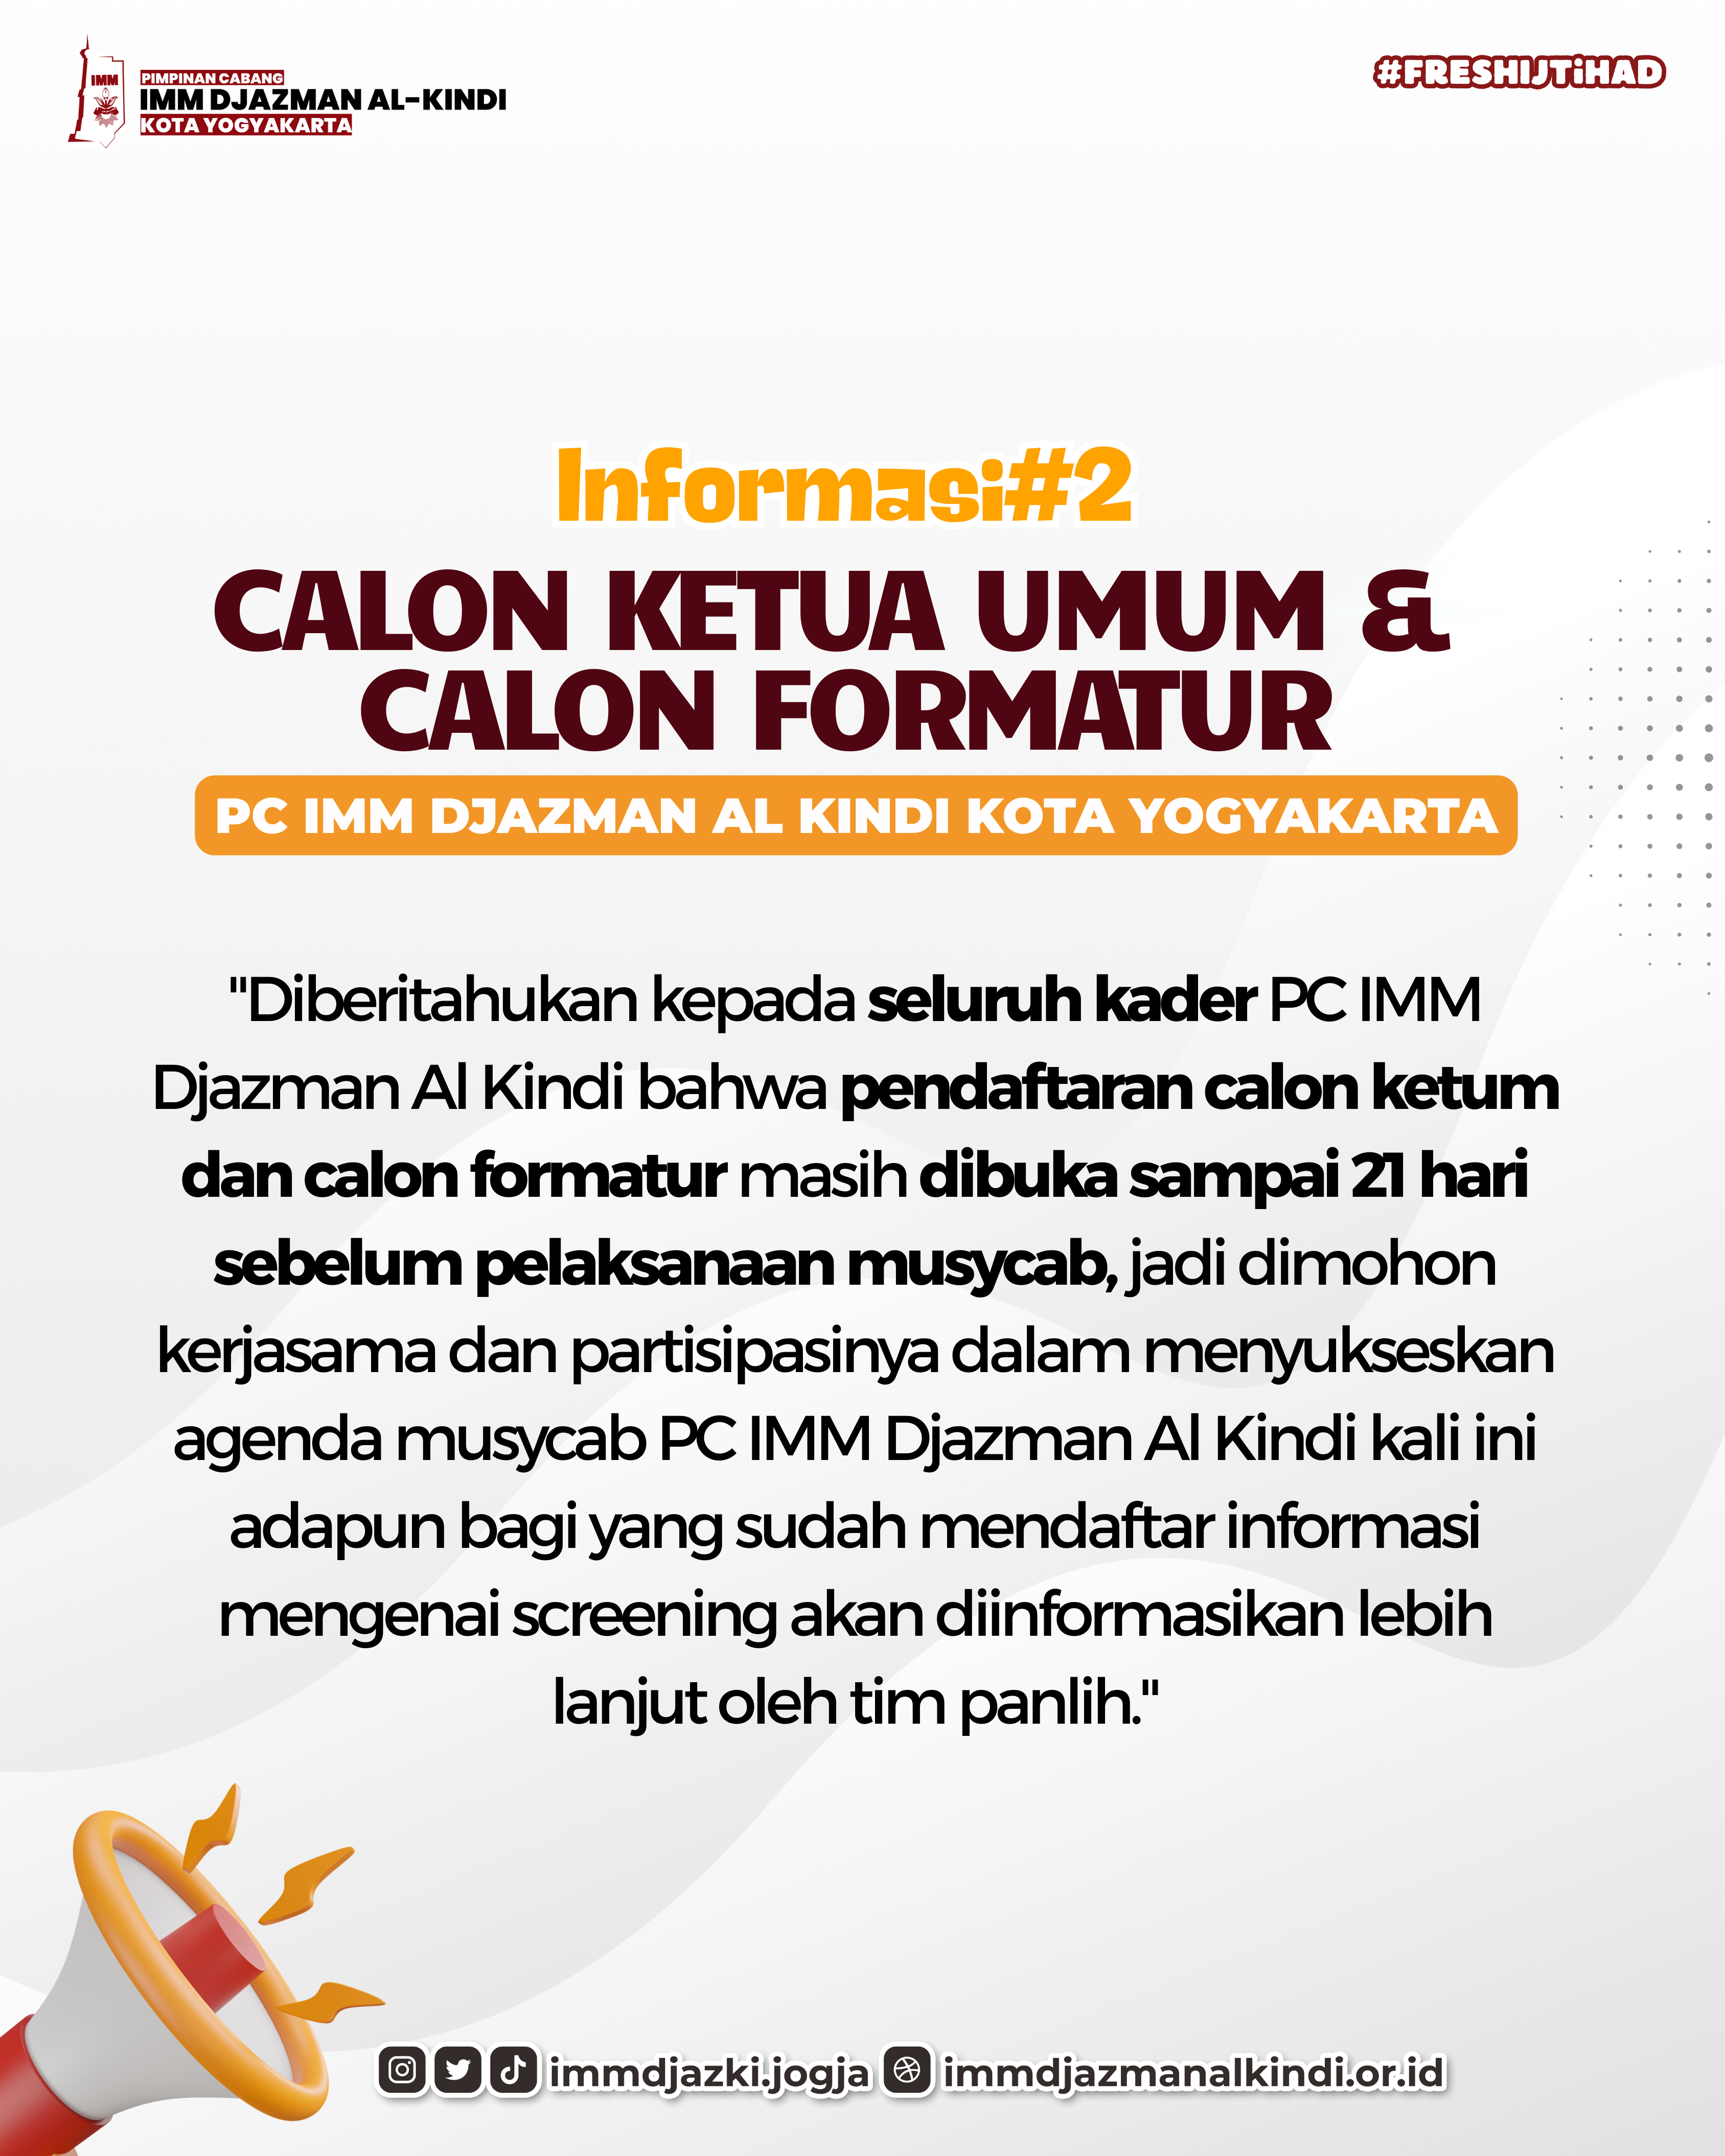 IMM
PIMPINAN CABANG
IMM DJAZMAN AL-KINDI
KOTA YOGYAKARTA
#FRESHIJTiHAD
Informasi#2
CALON KETUA UMUM &
CALON FORMATUR
PC IMM DJAZMAN AL KINDI KOTA YOGYAKARTA
"Diberitahukan kepada seluruh kader PC IMM
Djazman Al Kindi bahwa pendaftaran calon ketum
dan calon formatur masih dibuka sampai 21 hari
sebelum pelaksanaan musycab, jadi dimohon
kerjasama dan partisipasinya dalam menyukseskan
agenda musycab PC IMM Djazman Al Kindi kali ini
adapun bagi yang sudah mendaftar informasi
mengenai screening akan diinformasikan lebih
lanjut oleh tim panlih."
immdjazki.jogja immdjazmanalkindi.or.id